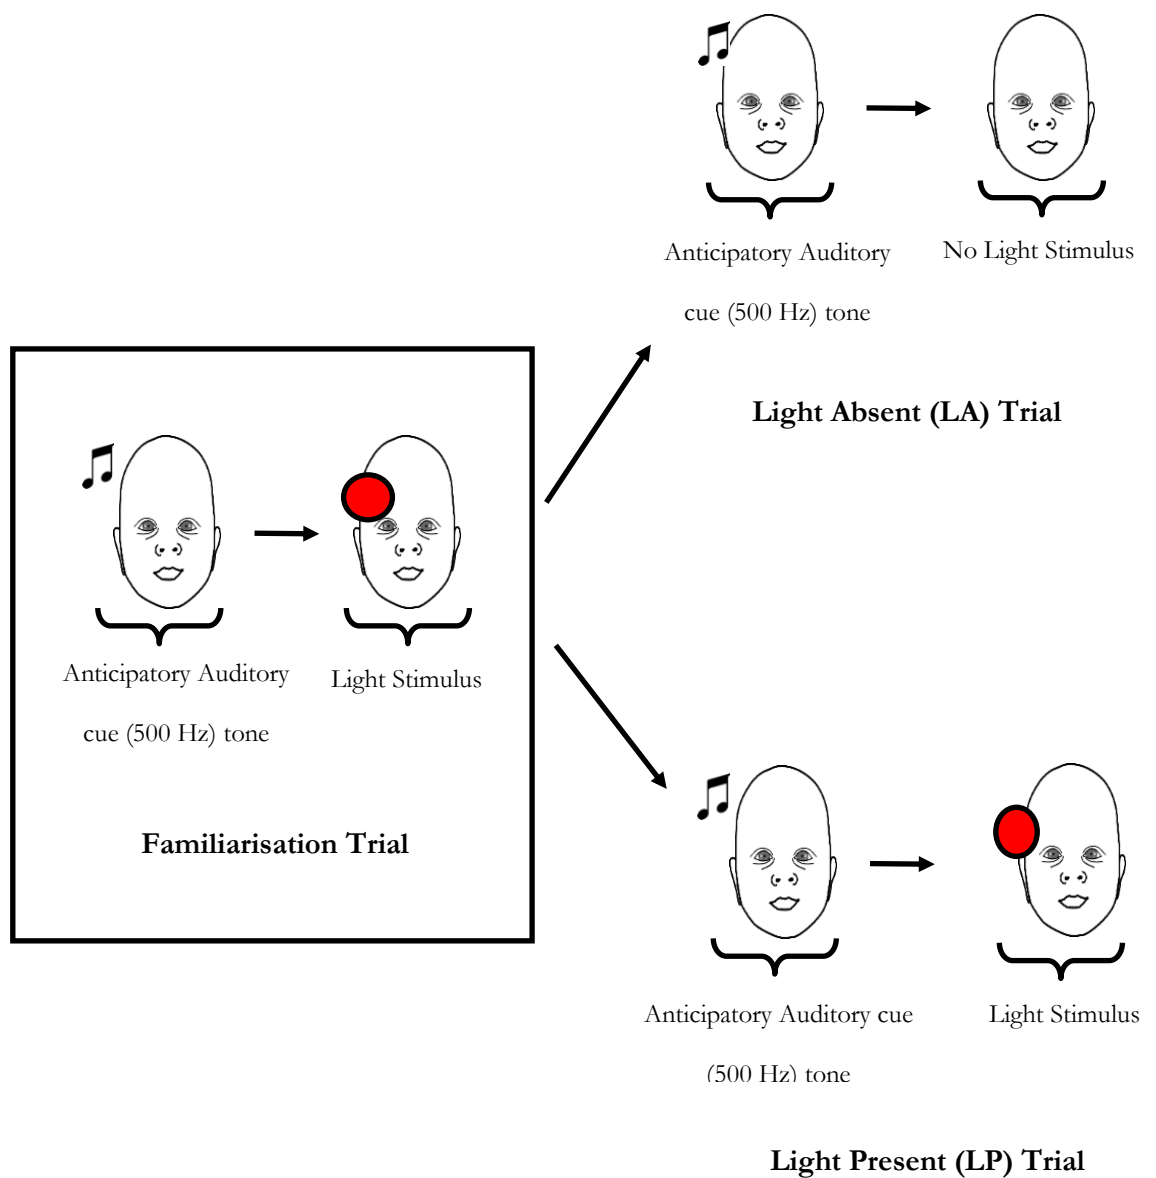 Anticipatory Auditory
cue (500 Hz) tone
No Light Stimulus
Light Absent (LA) Trial
Anticipatory Auditory
cue (500 Hz) tone
Light Stimulus
Familiarisation Trial
Anticipatory Auditory cue
(500 Hz) tone
Light Stimulus
Light Present (LP) Trial